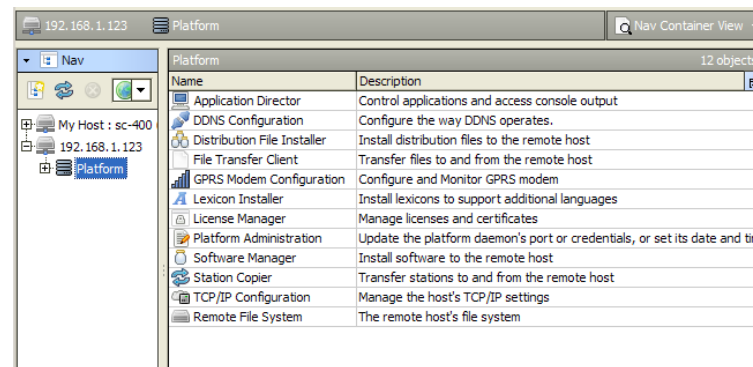 192.168.1.123 Platform Nav Container View
Nav
My Host : sc-400
192.168.1.123
Platform
Platform 12 objects
Name Description
Application Director Control applications and access console output
DDNS Configuration Configure the way DDNS operates.
Distribution File Installer Install distribution files to the remote host
File Transfer Client Transfer files to and from the remote host
GPRS Modem Configuration Configure and Monitor GPRS modem
Lexicon Installer Install lexicons to support additional languages
License Manager Manage licenses and certificates
Platform Administration Update the platform daemon's port or credentials, or set its date and
Software Manager Install software to the remote host
Station Copier Transfer stations to and from the remote host
TCP/IP Configuration Manage the host's TCP/IP settings
Remote File System The remote host's file system